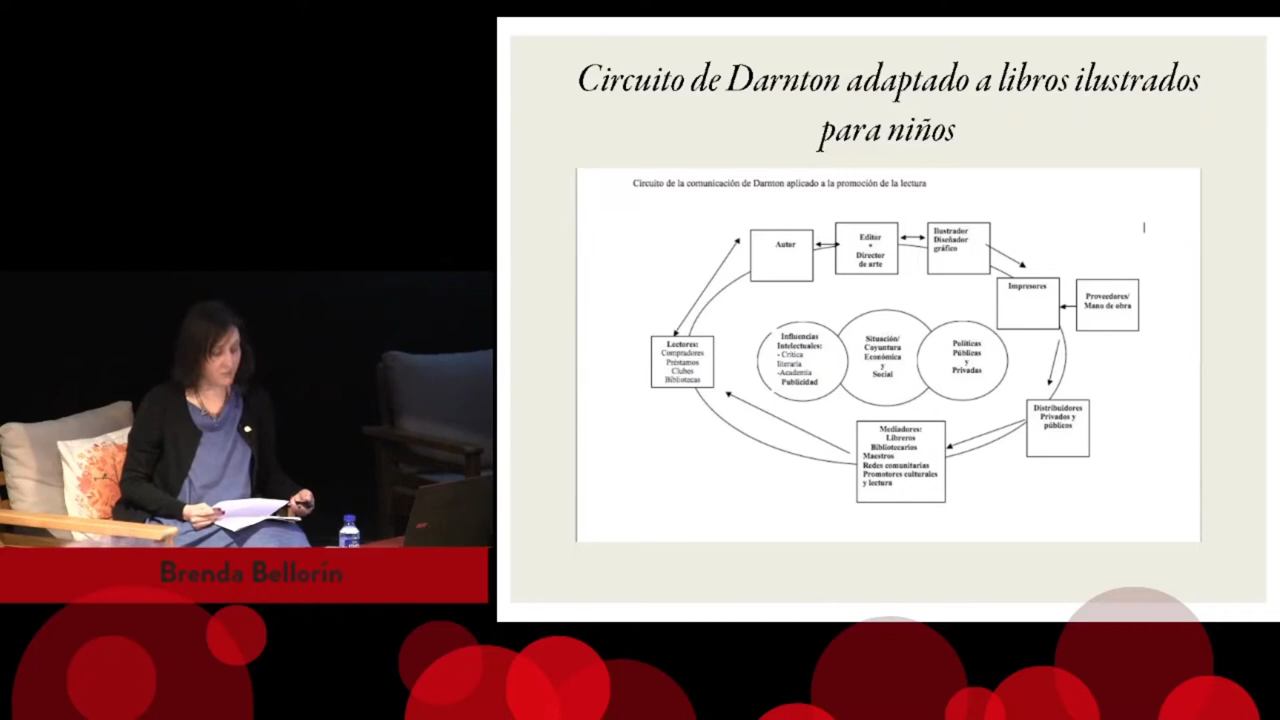 Circuito de Darnton adaptado a libros ilustrados
para niños
Circuito de la comunicación de Darnton aplicado a la promoción de la lectura
Autor
Editor
+
Director
de arte
Ilustrador
Diseñador
gráfico
Impresores
Proveedores/
Mano de obra
Lectores:
Compradores
Préstamos
Clubes
Bibliotecas
Influencias
Intelectuales:
- Crítica
literaria
-Academia
Publicidad
Situación/
Coyuntura
Económica
y
Social
Políticas
Públicas
y
Privadas
Distribuidores
Privados y
públicos
Mediadores:
Libreros
Bibliotecarios
Maestros
Redes comunitarias
Promotores culturales
y lectura
Brenda Bellorín